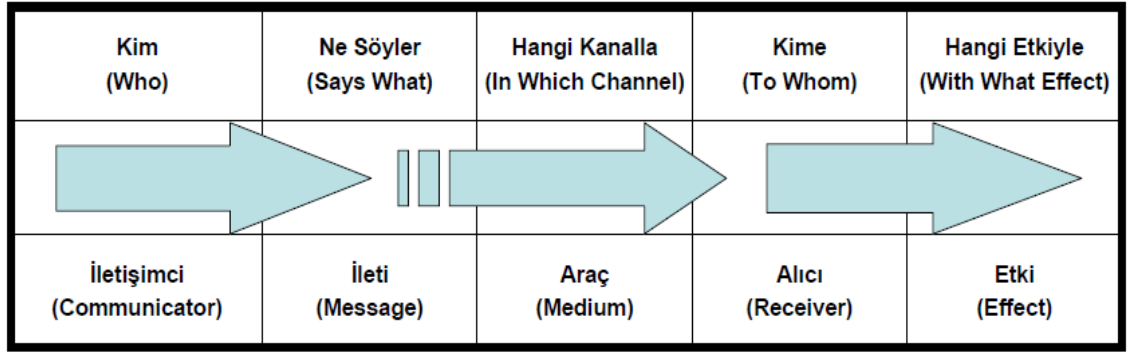 Kim
(Who)
Ne Söyler
(Says What)
Hangi Kanalla
(In Which Channel)
Kime
(To Whom)
Hangi Etkiyle
(With What Effect)
İletişimci
(Communicator)
İleti
(Message)
Araç
(Medium)
Alıcı
(Receiver)
Etki
(Effect)